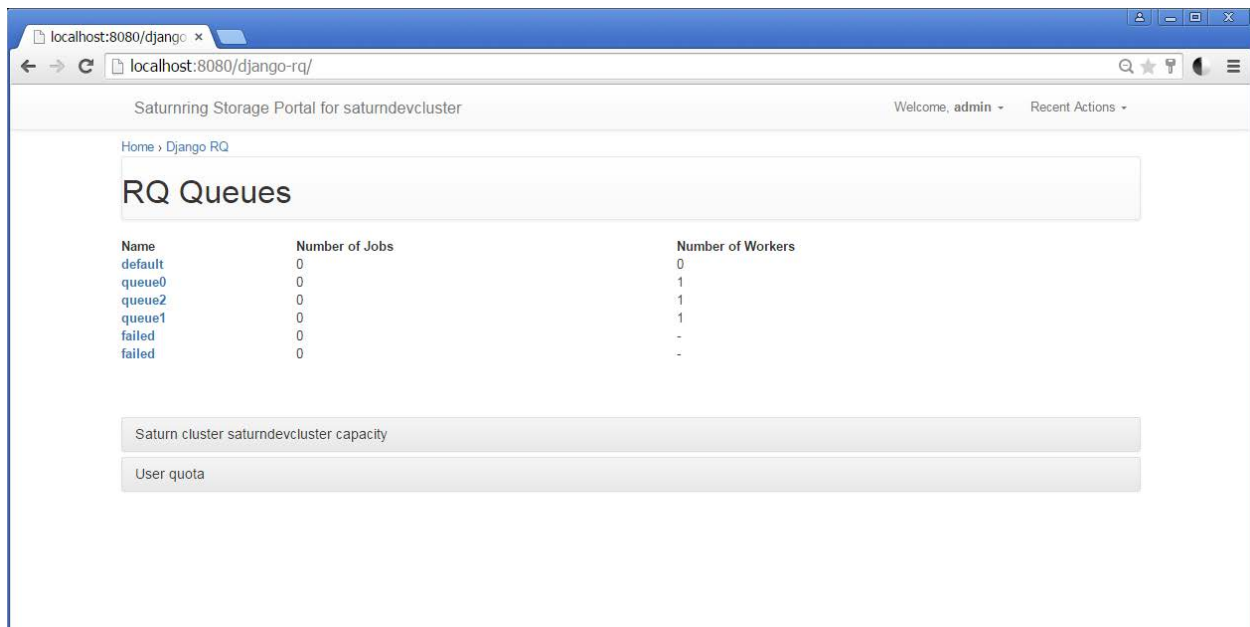 localhost:8080/django
localhost:8080/django-rq/
Saturnring Storage Portal for saturndevcluster Welcome, admin Recent Actions
Home › Django RQ
RQ Queues
Name Number of Jobs Number of Workers
default 0 0
queue0 0 1
queue2 0 1
queue1 0 1
failed 0 -
failed 0 -
Saturn cluster saturndevcluster capacity
User quota